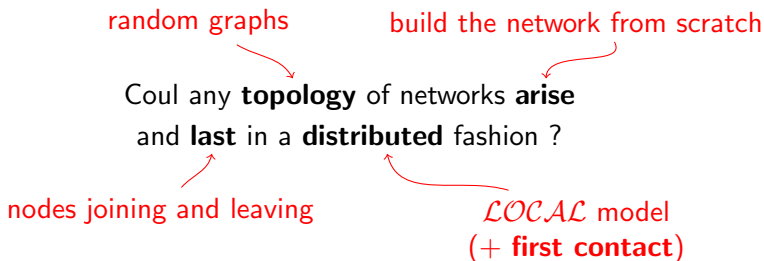 random graphs
build the network from scratch
Coul any topology of networks arise
and last in a distributed fashion ?
nodes joining and leaving
LOCAL model
(+ first contact)